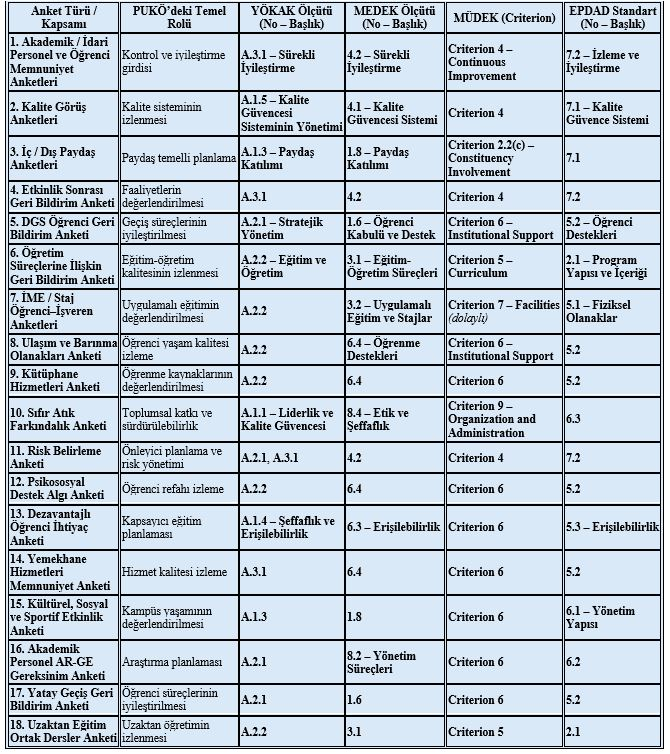 Anket Türü / Kapsamı | PUKÖ’deki Temel Rolü | YÖKAK Ölçütü (No – Başlık) | MEDEK Ölçütü (No – Başlık) | MÜDEK (Criterion) | EPDAD Standart (No – Başlık)
1. Akademik / İdari Personel ve Öğrenci Memnuniyet Anketleri | Kontrol ve iyileştirme girdisi | A.3.1 – Sürekli İyileştirme | 4.2 – Sürekli İyileştirme | Criterion 4 – Continuous Improvement | 7.2 – İzleme ve İyileştirme
2. Kalite Görüş Anketleri | Kalite sisteminin izlenmesi | A.1.5 – Kalite Güvencesi Sisteminin Yönetimi | 4.1 – Kalite Güvencesi Sistemi | Criterion 4 | 7.1 – Kalite Güvence Sistemi
3. İç / Dış Paydaş Anketleri | Paydaş temelli planlama | A.1.3 – Paydaş Katılımı | 1.8 – Paydaş Katılımı | Criterion 2.2(c) – Constituency Involvement | 7.1
4. Etkinlik Sonrası Geri Bildirim Anketi | Faaliyetlerin değerlendirilmesi | A.3.1 | 4.2 | Criterion 4 | 7.2
5. DGS Öğrenci Geri Bildirim Anketi | Geçiş süreçlerinin iyileştirilmesi | A.2.1 – Stratejik Yönetim | 1.6 – Öğrenci Kabulü ve Destek | Criterion 6 – Institutional Support | 5.2 – Öğrenci Destekleri
6. Öğretim Süreçlerine İlişkin Geri Bildirim Anketi | Eğitim-öğretim kalitesinin izlenmesi | A.2.2 – Eğitim ve Öğretim | 3.1 – Eğitim-Öğretim Süreçleri | Criterion 5 – Curriculum | 2.1 – Program Yapısı ve İçeriği
7. İME / Staj Öğrenci–İşveren Anketleri | Uygulamalı eğitimin değerlendirilmesi | A.2.2 | 3.2 – Uygulamalı Eğitim ve Stajlar | Criterion 7 – Facilities (dolaylı) | 5.1 – Fiziksel Olanaklar
8. Ulaşım ve Barınma Olanakları Anketi | Öğrenci yaşam kalitesi izleme | A.2.2 | 6.4 – Öğrenme Destekleri | Criterion 6 – Institutional Support | 5.2
9. Kütüphane Hizmetleri Anketi | Öğrenme kaynaklarının değerlendirilmesi | A.2.2 | 6.4 | Criterion 6 | 5.2
10. Sıfır Atık Farkındalık Anketi | Toplumsal katkı ve sürdürülebilirlik | A.1.1 – Liderlik ve Kalite Güvencesi | 8.4 – Etik ve Şeffaflık | Criterion 9 – Organization and Administration | 6.3
11. Risk Belirleme Anketi | Önleyici planlama ve risk yönetimi | A.2.1, A.3.1 | 4.2 | Criterion 4 | 7.2
12. Psikososyal Destek Algı Anketi | Öğrenci refahı izleme | A.2.2 | 6.4 | Criterion 6 | 5.2
13. Dezavantajlı Öğrenci İhtiyaç Anketi | Kapsayıcı eğitim planlaması | A.1.4 – Şeffaflık ve Erişilebilirlik | 6.3 – Erişilebilirlik | Criterion 6 | 5.3 – Erişilebilirlik
14. Yemekhane Hizmetleri Memnuniyet Anketi | Hizmet kalitesi izleme | A.3.1 | 6.4 | Criterion 6 | 5.2
15. Kültürel, Sosyal ve Sportif Etkinlik Anketi | Kampüs yaşamının değerlendirilmesi | A.1.3 | 1.8 | Criterion 6 | 6.1 – Yönetim Yapısı
16. Akademik Personel AR-GE Gereksinim Anketi | Araştırma planlaması | A.2.1 | 8.2 – Yönetim Süreçleri | Criterion 6 | 6.2
17. Yatay Geçiş Geri Bildirim Anketi | Öğrenci süreçlerinin iyileştirilmesi | A.2.1 | 1.6 | Criterion 6 | 5.2
18. Uzaktan Eğitim Ortak Dersler Anketi | Uzaktan öğretimin izlenmesi | A.2.2 | 3.1 | Criterion 5 | 2.1